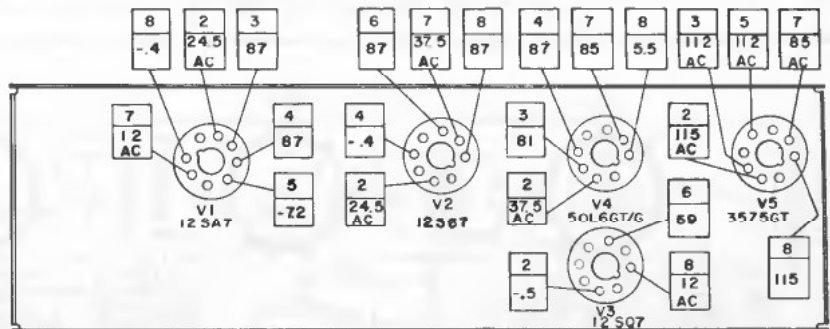 8 2 3 6 7 8 4 7 8 3 5 7
-.4 24.5 AC 87 87 37.5 AC 87 87 85 5.5 112 AC 112 AC 85 AC
7 4 4 3 2
12 AC 87 -.4 81 115 AC
5 2 2 6
-72 24.5 AC 37.5 AC 69
V1
12SA7
V2
12SG7
V4
50L6GT/G
V5
35Z5GT
2 8 8
-.5 12 AC 115
V3
12SQ7